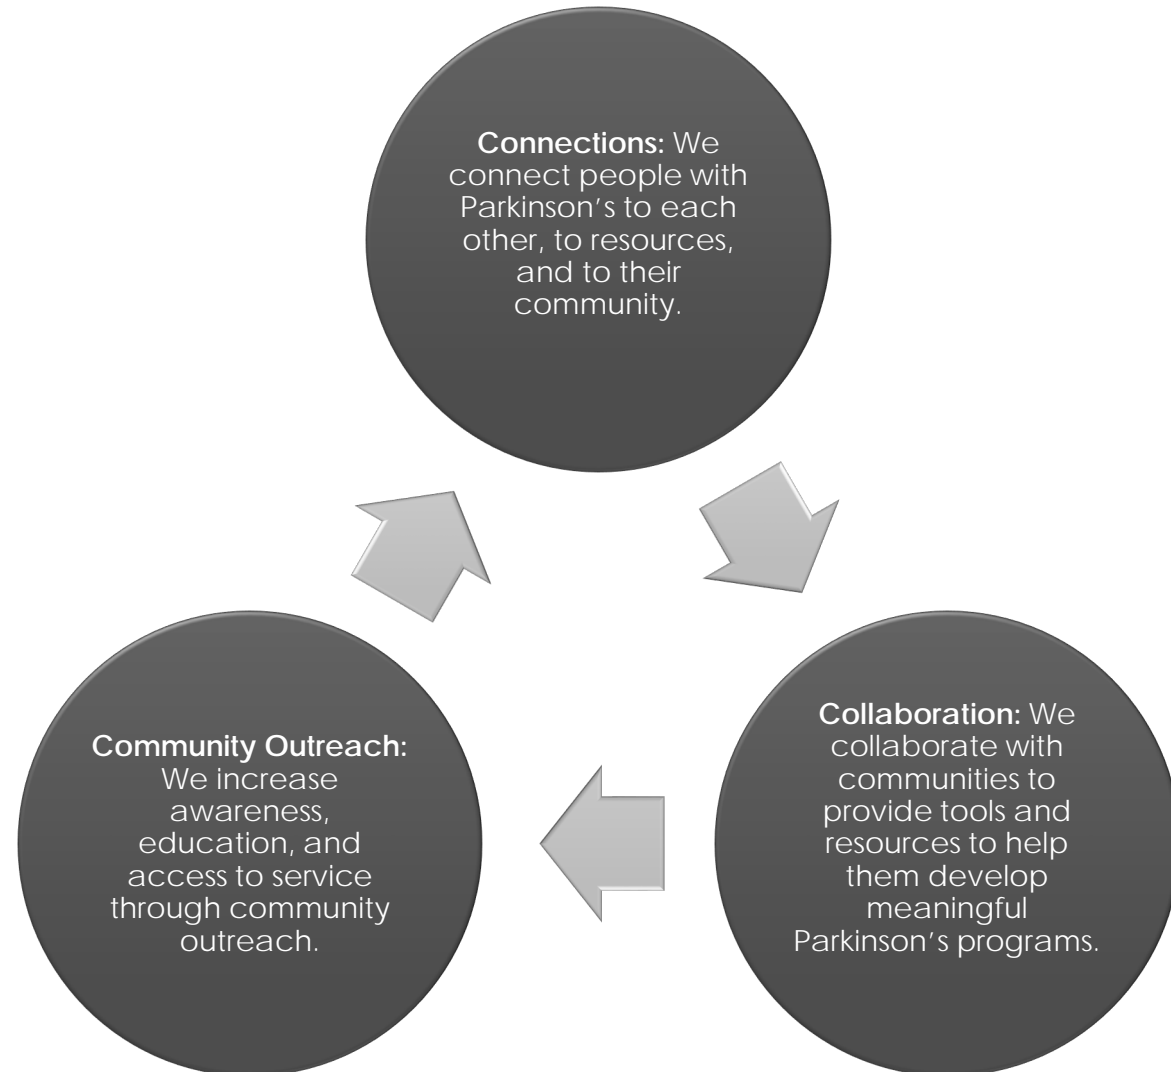 Connections: We
connect people with
Parkinson’s to each
other, to resources,
and to their
community.
Collaboration: We
collaborate with
communities to
provide tools and
resources to help
them develop
meaningful
Parkinson’s programs.
Community Outreach:
We increase
awareness,
education, and
access to service
through community
outreach.